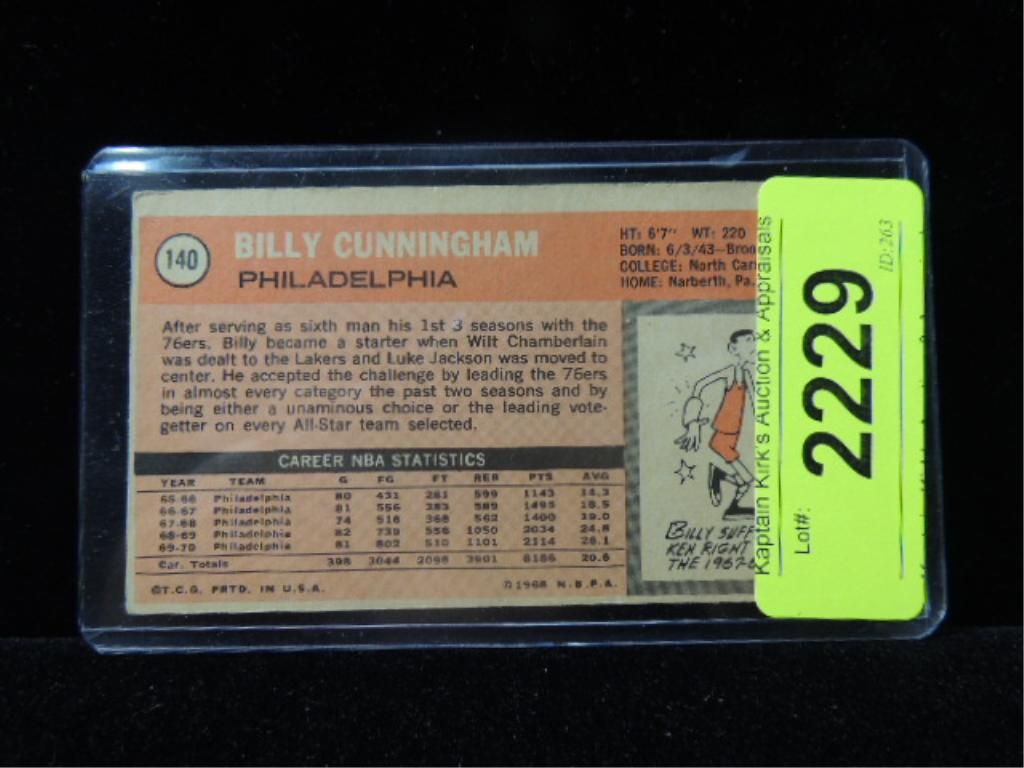 140
BILLY CUNNINGHAM
PHILADELPHIA
HT: 6'7" WT: 220
BORN: 6/3/43—Broo
COLLEGE: North Car
HOME: Narberth, Pa.
After serving as sixth man his 1st 3 seasons with the
76ers, Billy became a starter when Wilt Chamberlain
was dealt to the Lakers and Luke Jackson was moved to
center. He accepted the challenge by leading the 76ers
in almost every category the past two seasons and by
being either a unaminous choice or the leading vote-
getter on every All-Star team selected.
CAREER NBA STATISTICS
YEAR TEAM G FG FT REB PTS AVG
65-66 Philadelphia 80 431 281 599 1143 14.3
66-67 Philadelphia 81 556 383 589 1495 18.5
67-68 Philadelphia 74 516 368 562 1400 19.0
68-69 Philadelphia 82 739 556 1050 2034 24.8
69-70 Philadelphia 81 802 510 1101 2114 26.1
Car. Totals 398 3044 2098 3901 8186 20.6
©T.C.G. PRTD. IN U.S.A.
©1968 N.B.P.A.
BILLY SUFF
KEN RIGHT
THE 1967-6
Kaptain Kirk's Auction & Appraisals
Lot#:
2229
ID:263